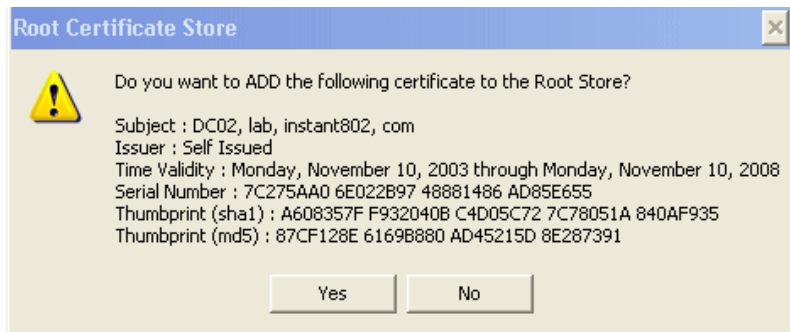 Root Certificate Store
Do you want to ADD the following certificate to the Root Store?
Subject : DC02, lab, instant802, com
Issuer : Self Issued
Time Validity : Monday, November 10, 2003 through Monday, November 10, 2008
Serial Number : 7C275AA0 6E022B97 48881486 AD85E655
Thumbprint (sha1) : A608357F F932040B C4D05C72 7C78051A 840AF935
Thumbprint (md5) : 87CF128E 6169B880 AD45215D 8E287391
Yes No